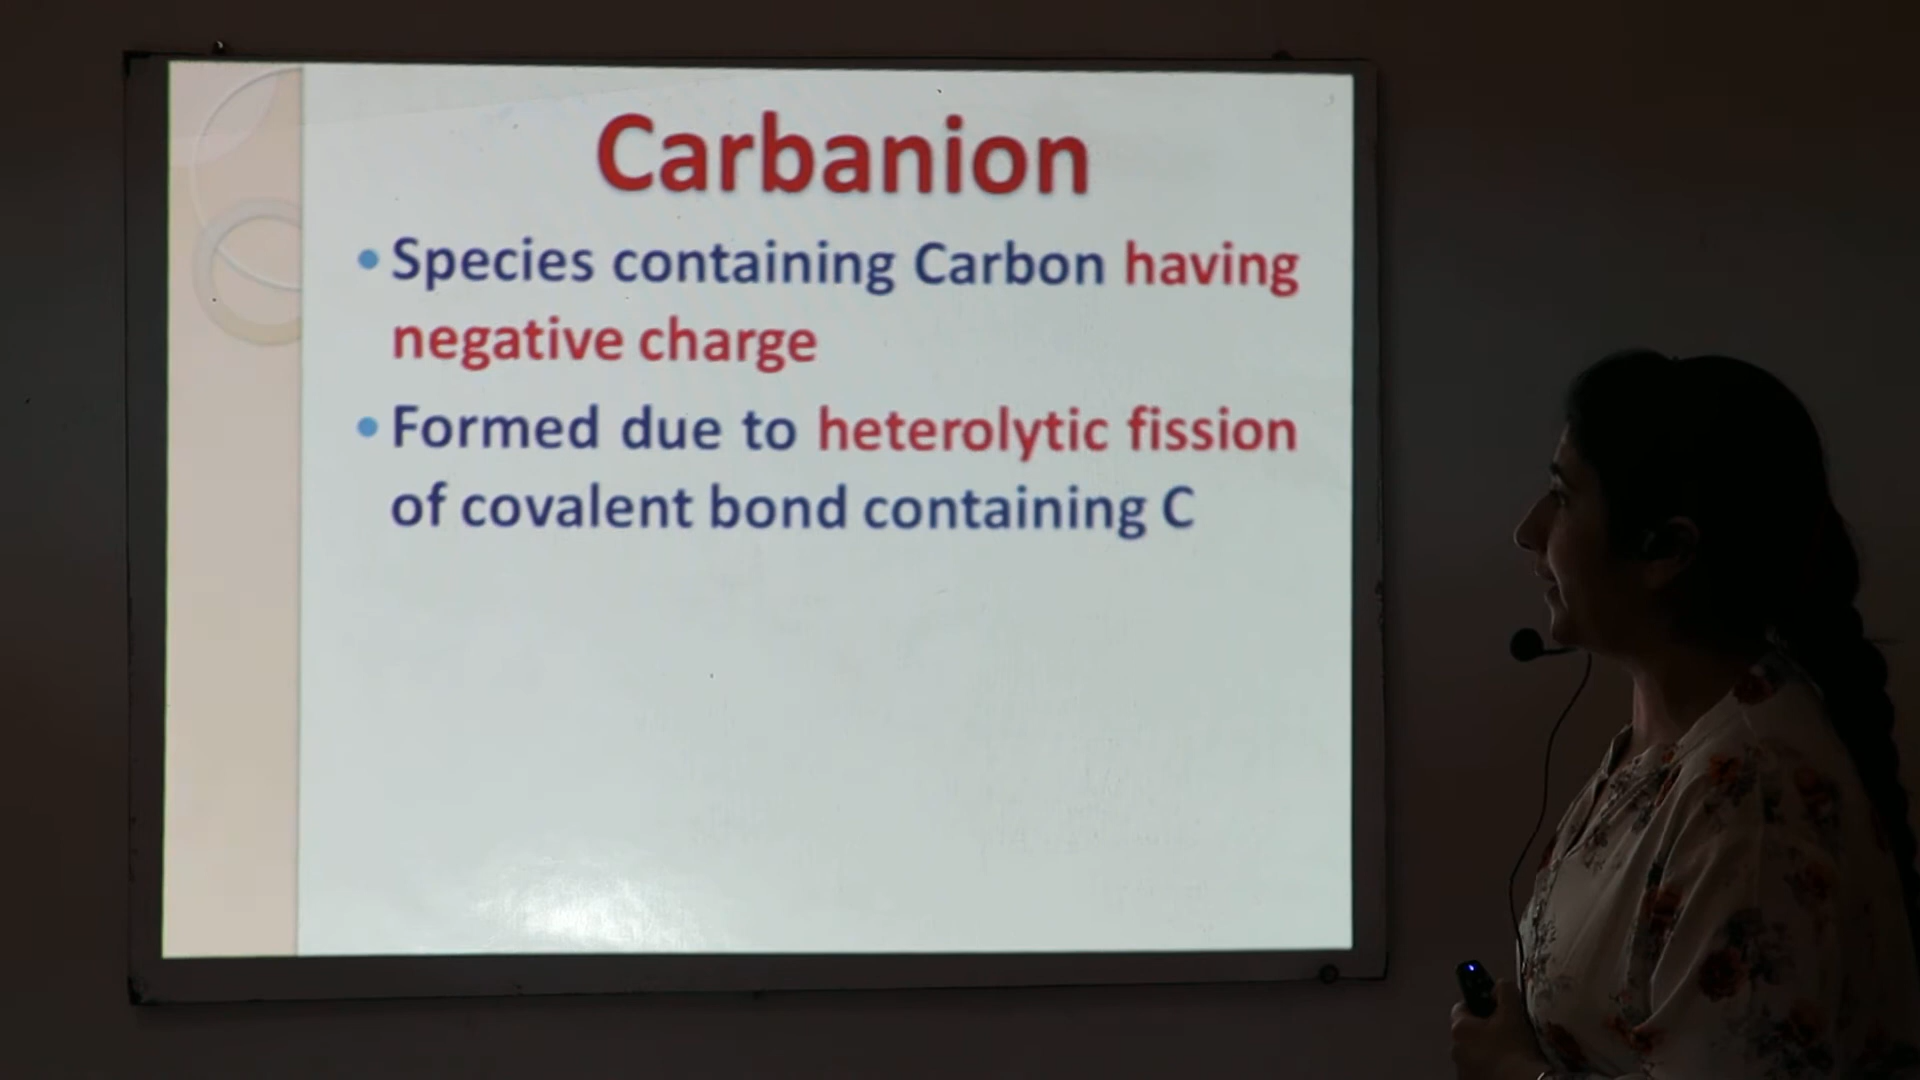 Carbanion
• Species containing Carbon having
negative charge
• Formed due to heterolytic fission
of covalent bond containing C